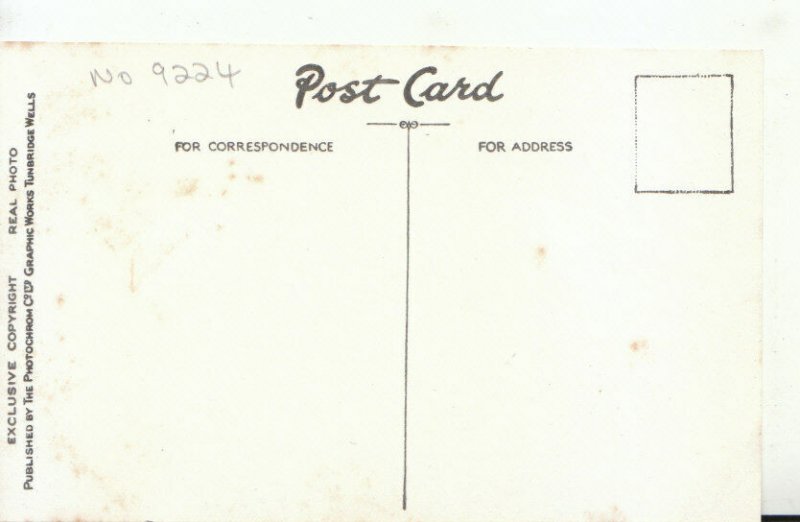 No 9224
Post Card
FOR CORRESPONDENCE
FOR ADDRESS
EXCLUSIVE COPYRIGHT REAL PHOTO
PUBLISHED BY THE PHOTOCHROM CO LTD GRAPHIC WORKS TUNBRIDGE WELLS